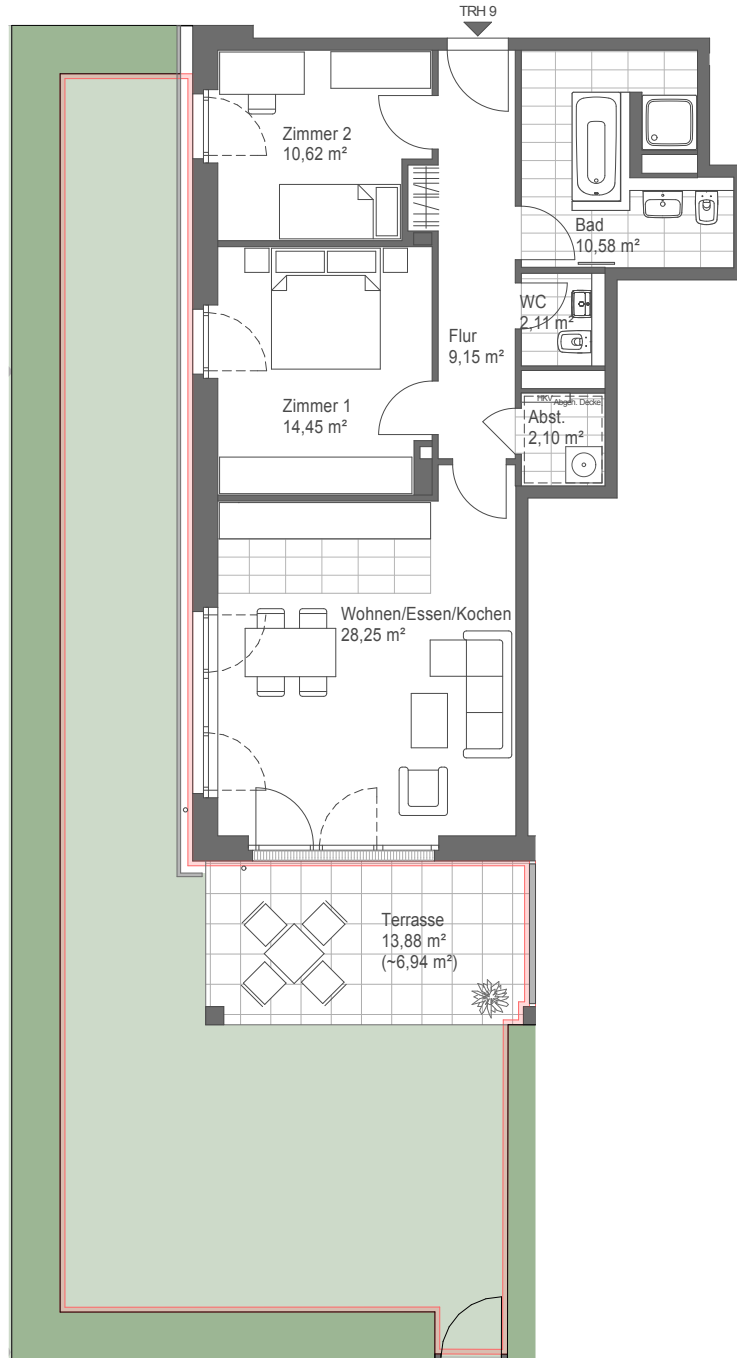 TRH 9
Zimmer 2
10,62 m²
Bad
10,58 m²
WC
2,11 m²
Flur
9,15 m²
Zimmer 1
14,45 m²
HKV
Abgeh. Decke
Abst.
2,10 m²
Wohnen/Essen/Kochen
28,25 m²
Terrasse
13,88 m²
(~6,94 m²)